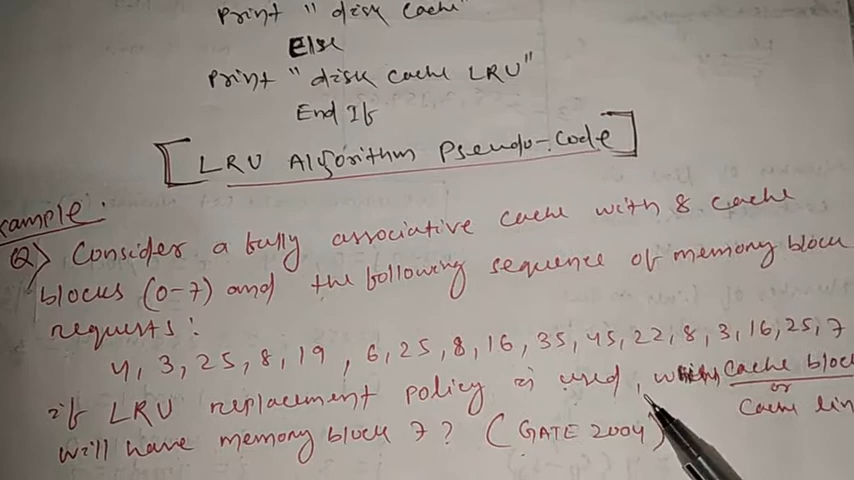 Print "disk cache"
Else
Print "disk cache LRU"
End If
[LRU Algorithm Pseudo-code]
xample:
Q) Consider a fully associative cache with 8 cache
blocks (0-7) and the following sequence of memory block
requests:
4, 3, 25, 8, 19, 6, 25, 8, 16, 35, 45, 22, 8, 3, 16, 25, 7
if LRU replacement policy is used, which cache bloc
or
will have memory block 7? (GATE 2004) Cache lin